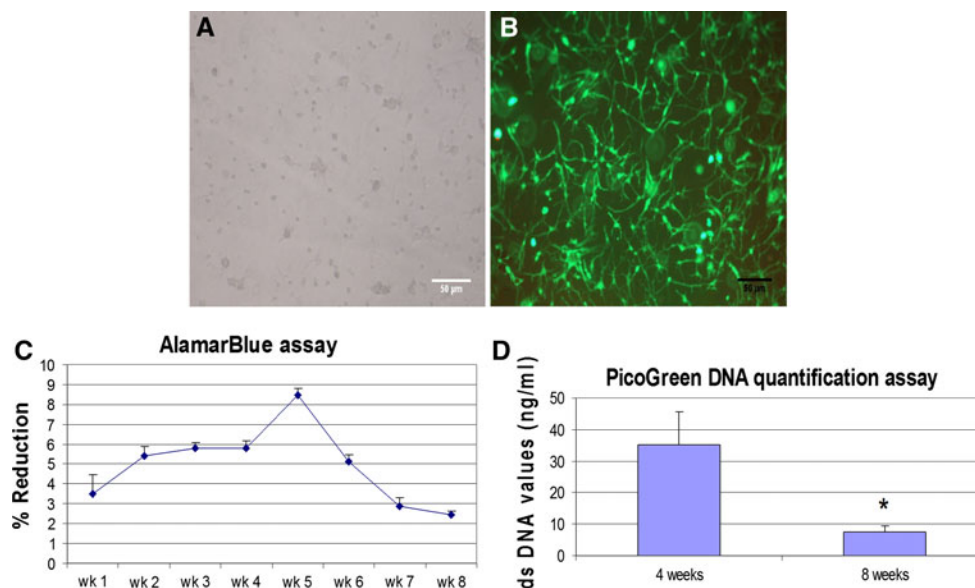 A
B
50 µm
50 µm
C
AlamarBlue assay
10
9
8
7
6
5
4
3
2
1
0
% Reduction
wk 1 wk 2 wk 3 wk 4 wk 5 wk 6 wk 7 wk 8
D
PicoGreen DNA quantification assay
ds DNA values (ng/ml)
50
40
30
20
10
0
*
4 weeks 8 weeks